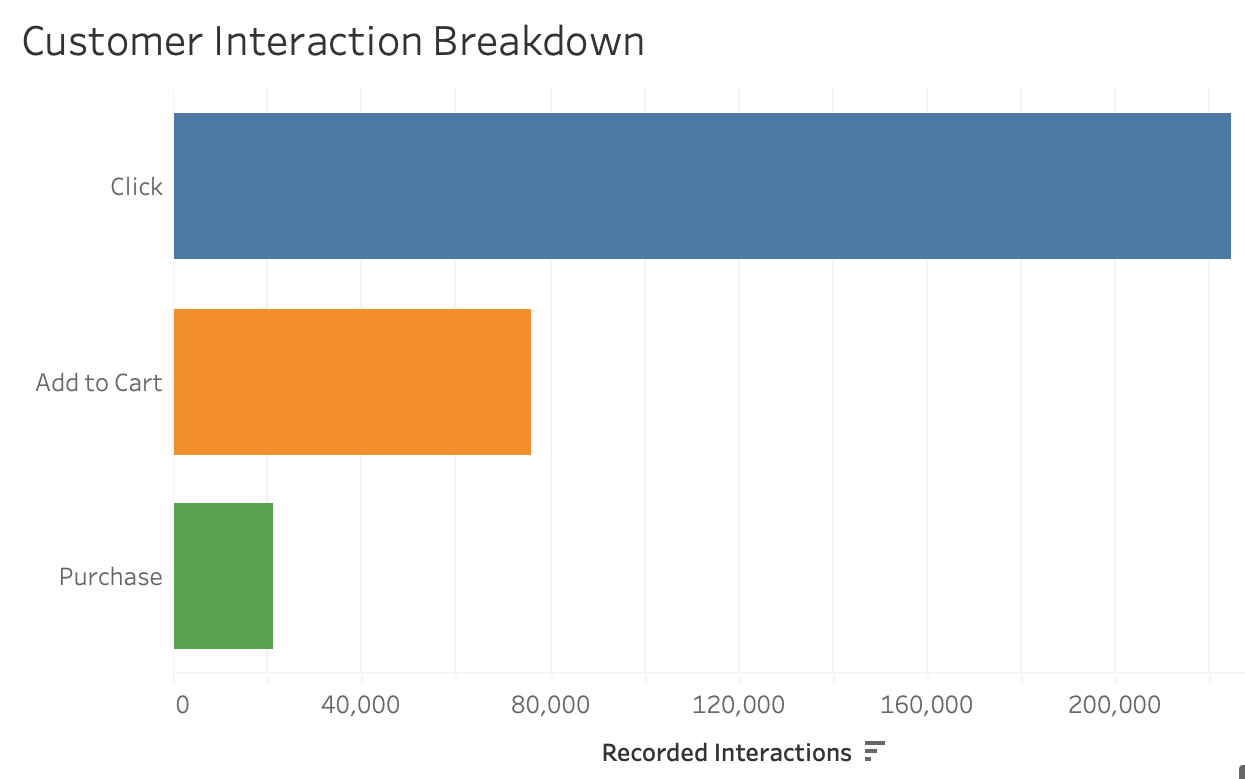 Customer Interaction Breakdown
Click
Add to Cart
Purchase
0 40,000 80,000 120,000 160,000 200,000
Recorded Interactions